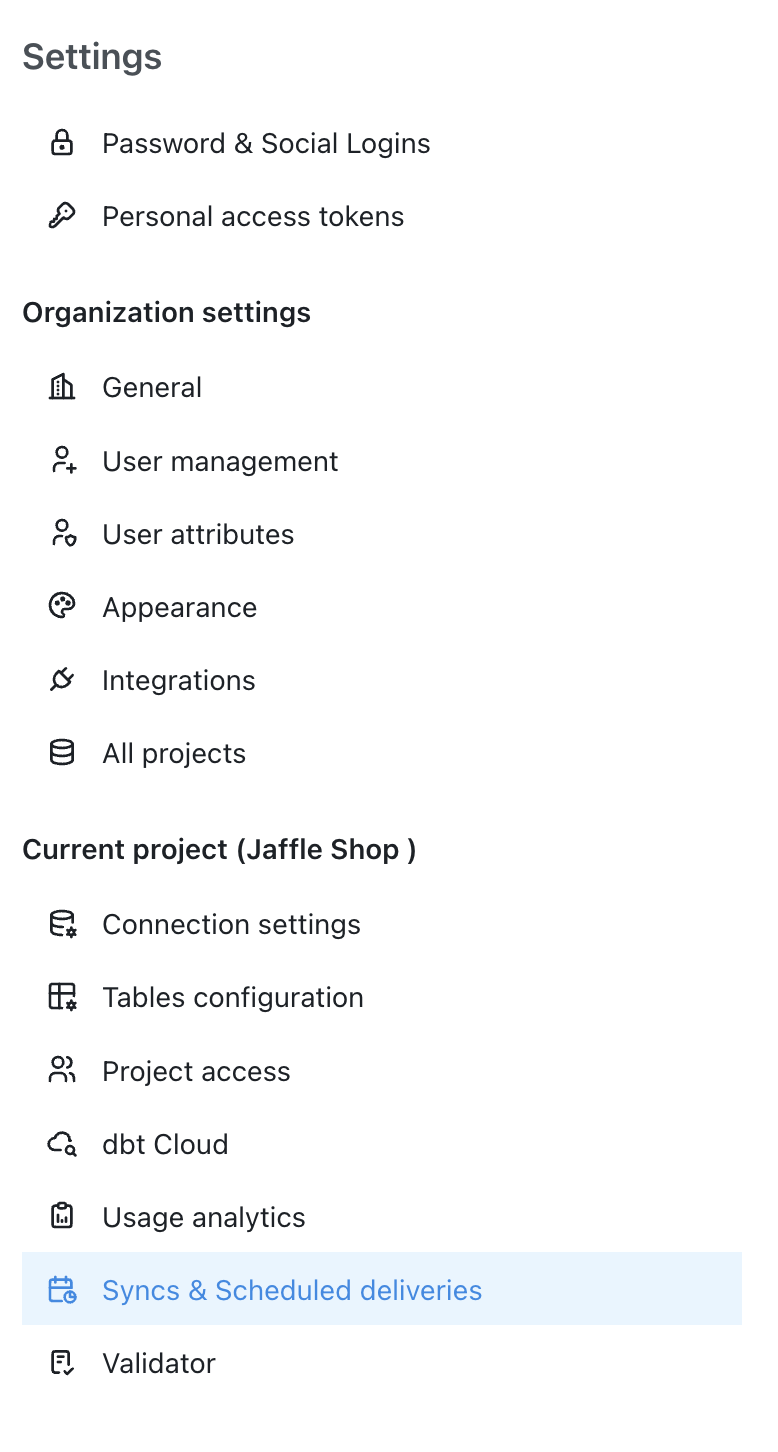 Settings
Password & Social Logins
Personal access tokens
Organization settings
General
User management
User attributes
Appearance
Integrations
All projects
Current project (Jaffle Shop )
Connection settings
Tables configuration
Project access
dbt Cloud
Usage analytics
Syncs & Scheduled deliveries
Validator